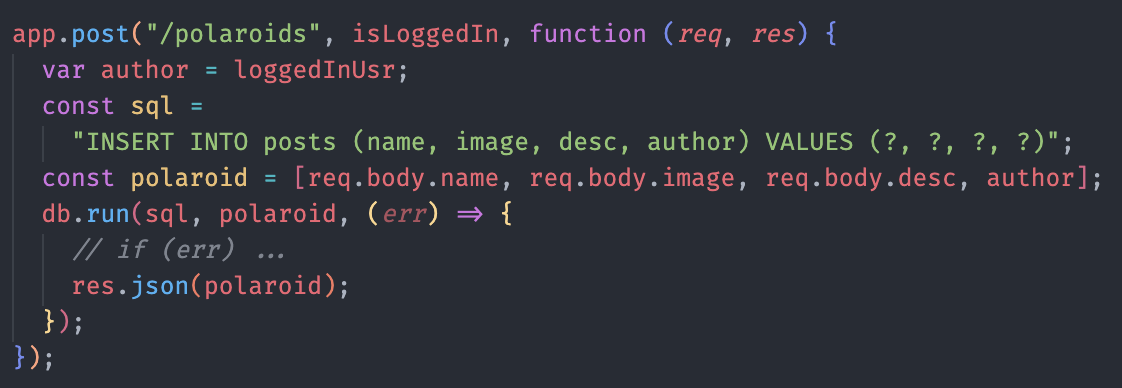 app.post("/polaroids", isLoggedIn, function (req, res) {
  var author = loggedInUsr;
  const sql =
    "INSERT INTO posts (name, image, desc, author) VALUES (?, ?, ?, ?)";
  const polaroid = [req.body.name, req.body.image, req.body.desc, author];
  db.run(sql, polaroid, (err) => {
    // if (err) ...
    res.json(polaroid);
  });
});